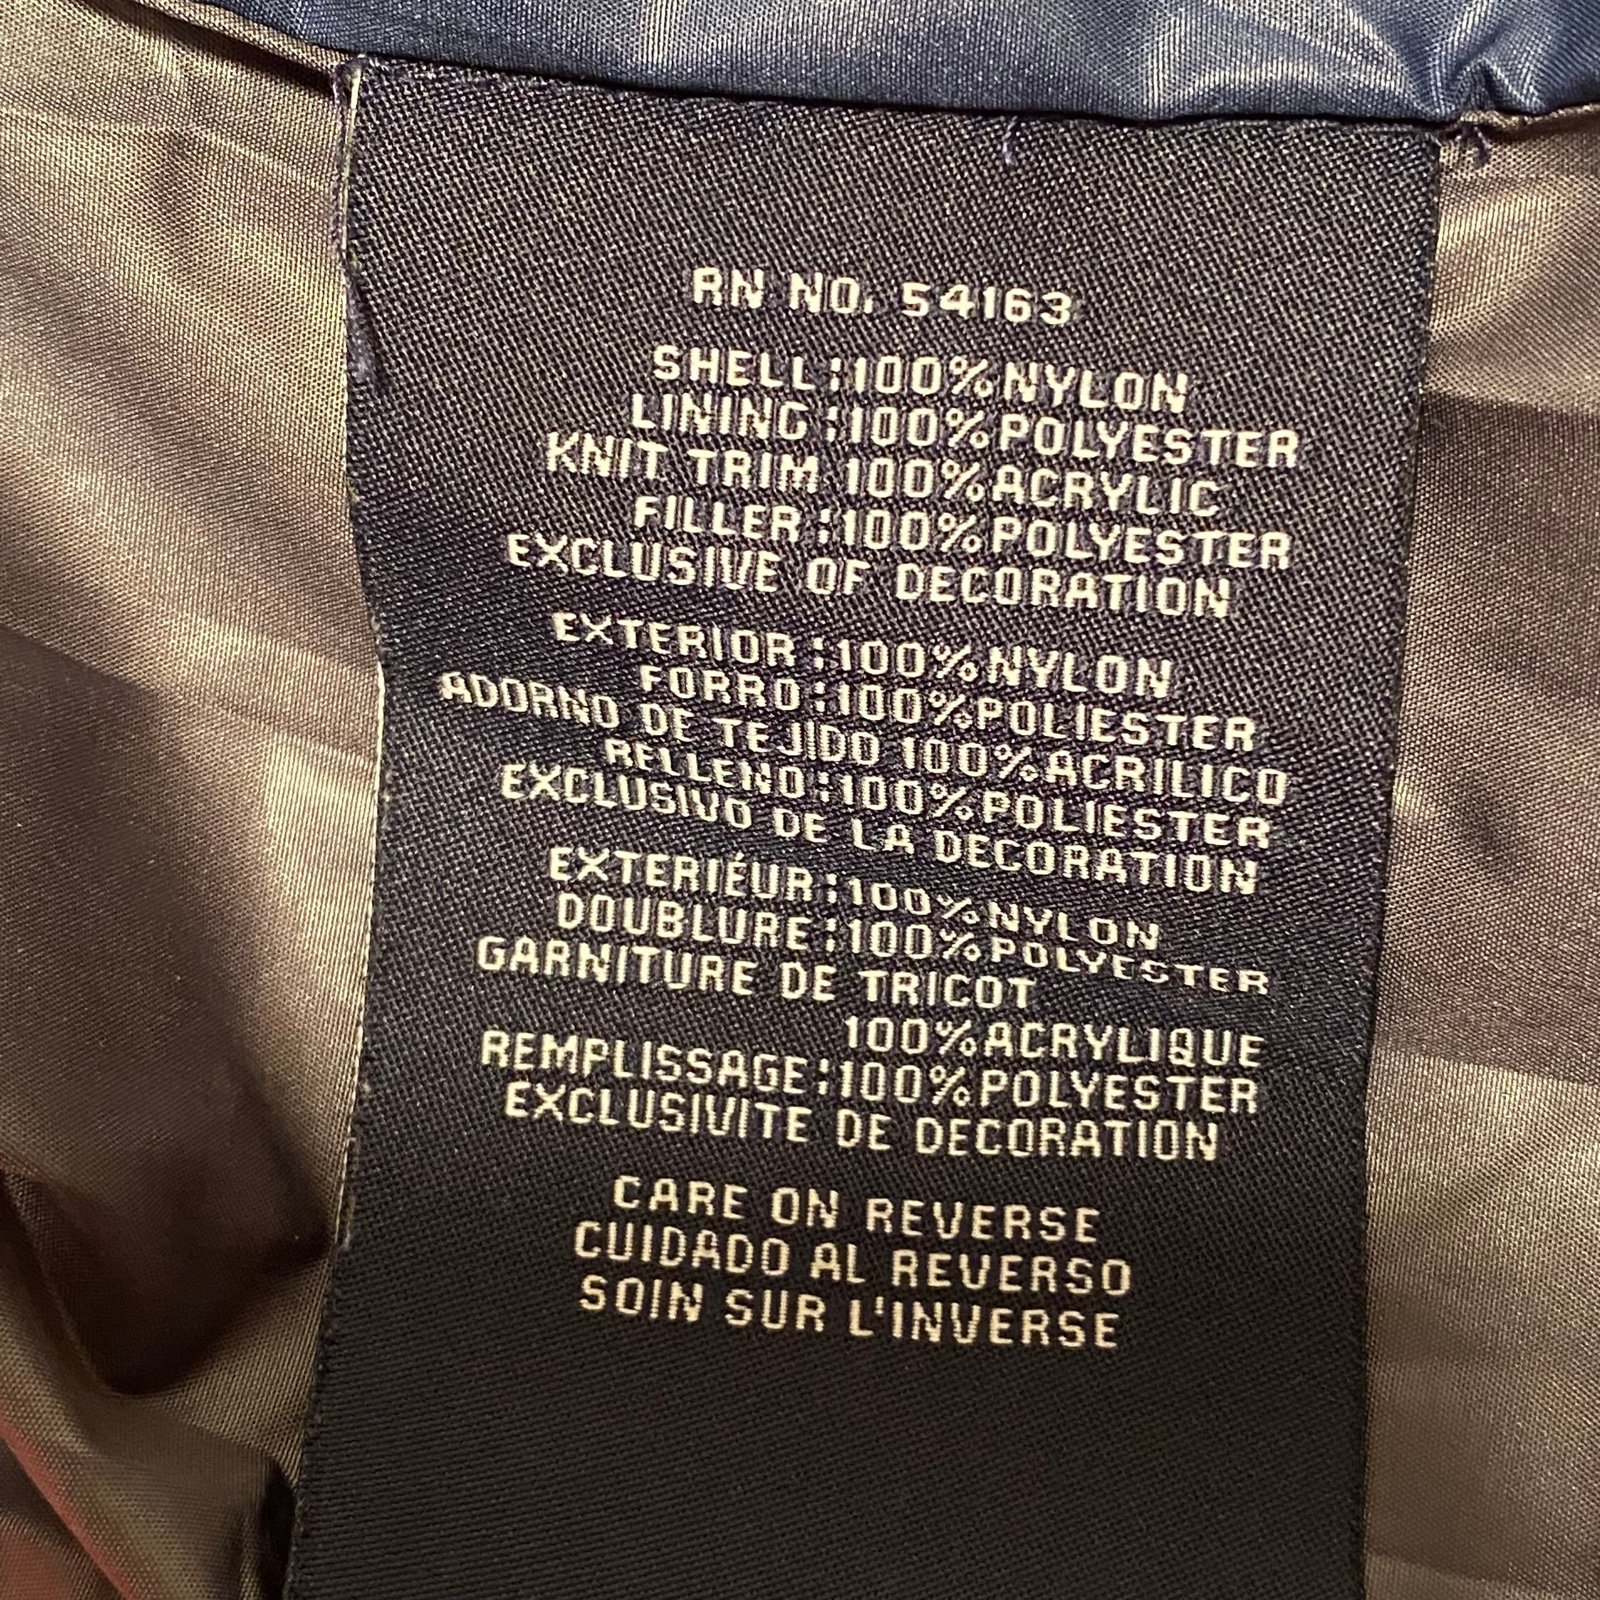 RN NO. 54163
SHELL:100%NYLON
LINING:100%POLYESTER
KNIT TRIM 100%ACRYLIC
FILLER:100%POLYESTER
EXCLUSIVE OF DECORATION
EXTERIOR:100%NYLON
FORRO:100%POLIESTER
ADORNO DE TEJIDO 100%ACRILICO
RELLENO:100%POLIESTER
EXCLUSIVO DE LA DECORATION
EXTERIÉUR:100%NYLON
DOUBLURE:100%POLYESTER
GARNITURE DE TRICOT
100%ACRYLIQUE
REMPLISSAGE:100%POLYESTER
EXCLUSIVITE DE DECORATION
CARE ON REVERSE
CUIDADO AL REVERSO
SOIN SUR L'INVERSE